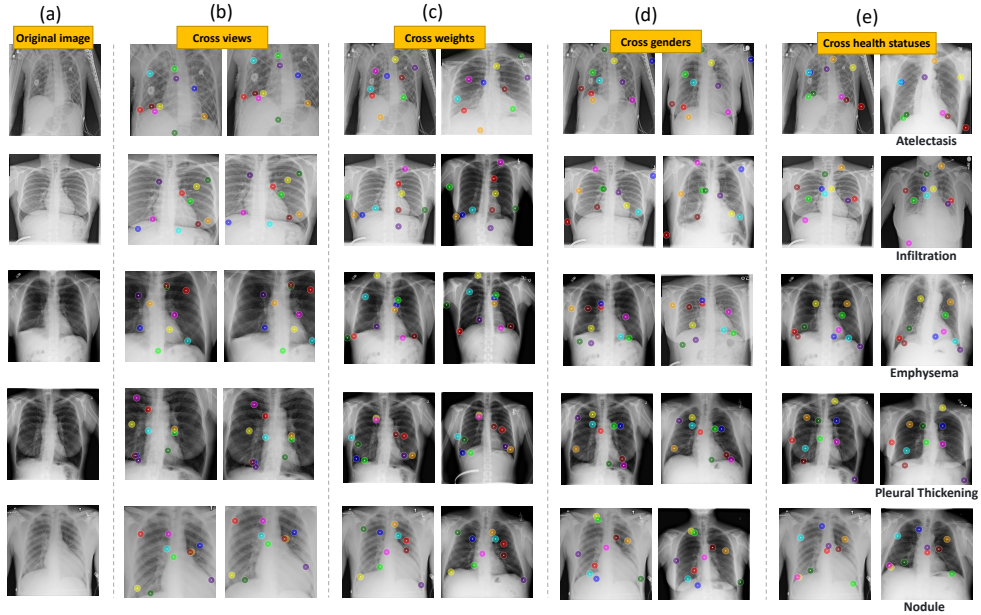 (a)
(b)
(c)
(d)
(e)
Original image
Cross views
Cross weights
Cross genders
Cross health statuses
Atelectasis
Infiltration
Emphysema
Pleural Thickening
Nodule